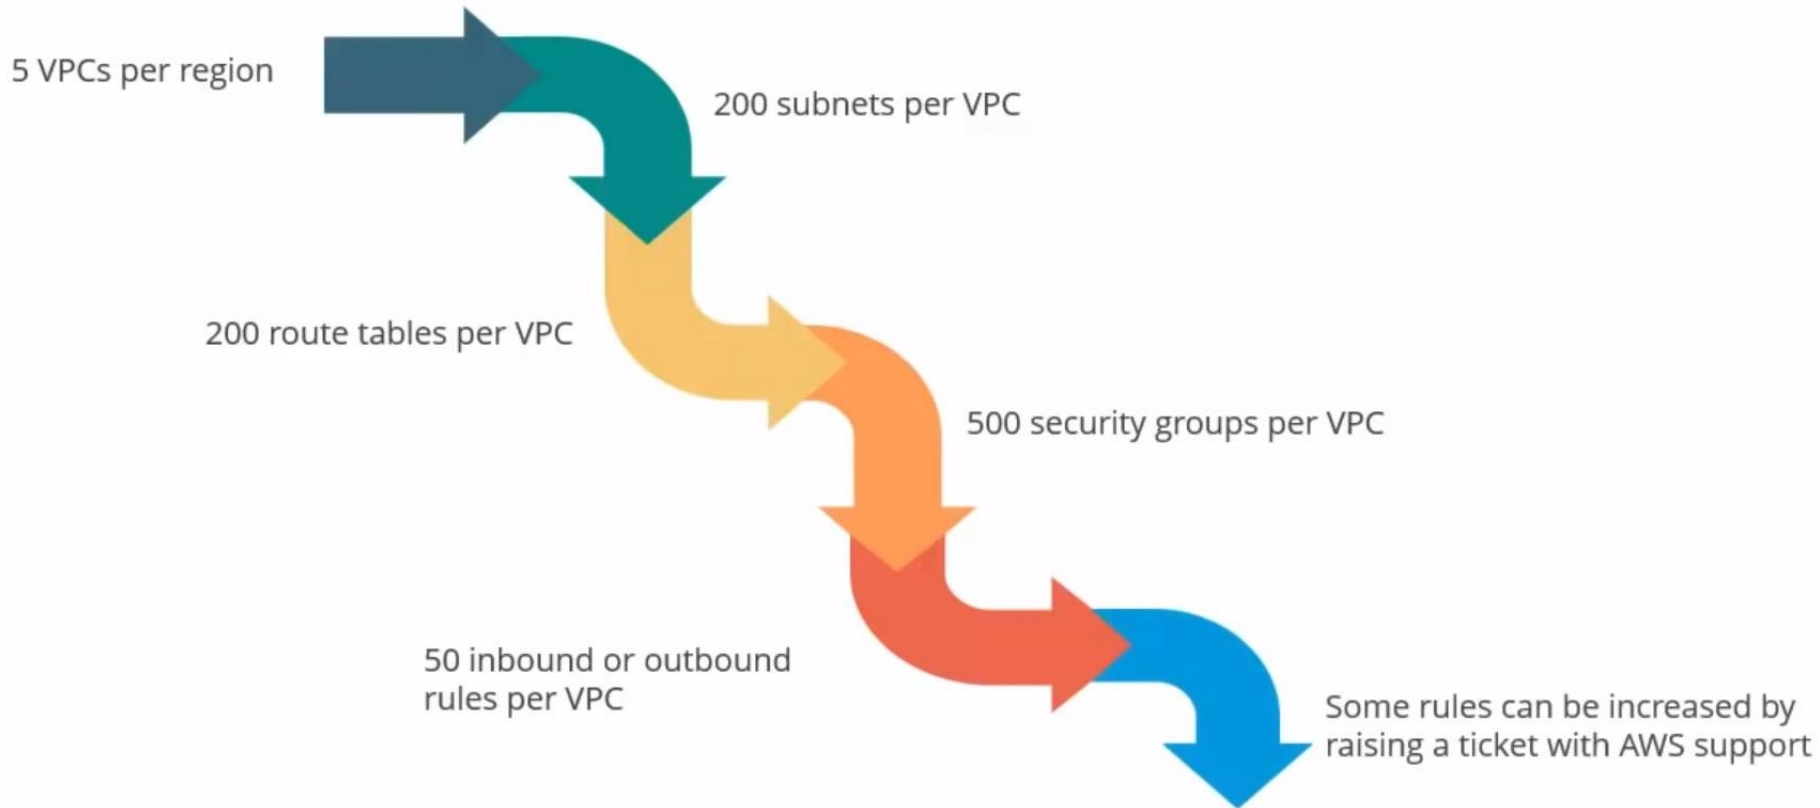 5 VPCs per region
200 subnets per VPC
200 route tables per VPC
500 security groups per VPC
50 inbound or outbound
rules per VPC
Some rules can be increased by
raising a ticket with AWS support